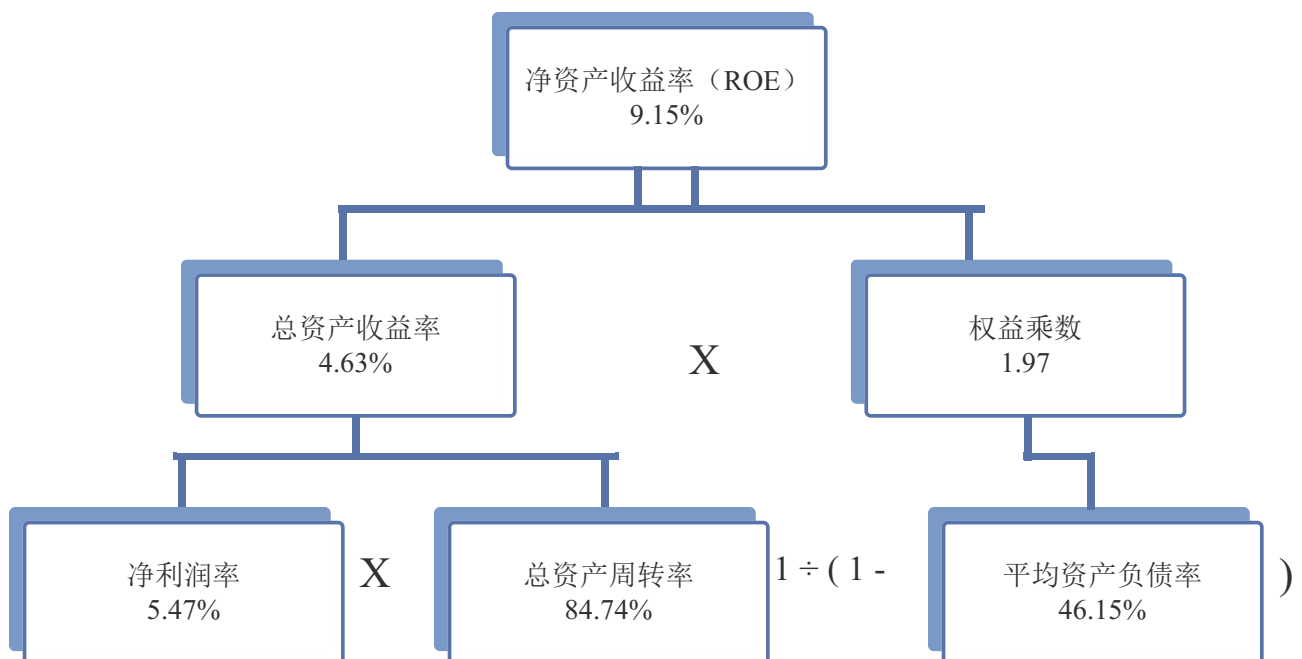 净资产收益率（ROE）
9.15%
总资产收益率
4.63%
X
权益乘数
1.97
净利润率
5.47%
X
总资产周转率
84.74%
1 ÷ ( 1 -
平均资产负债率
46.15%
)